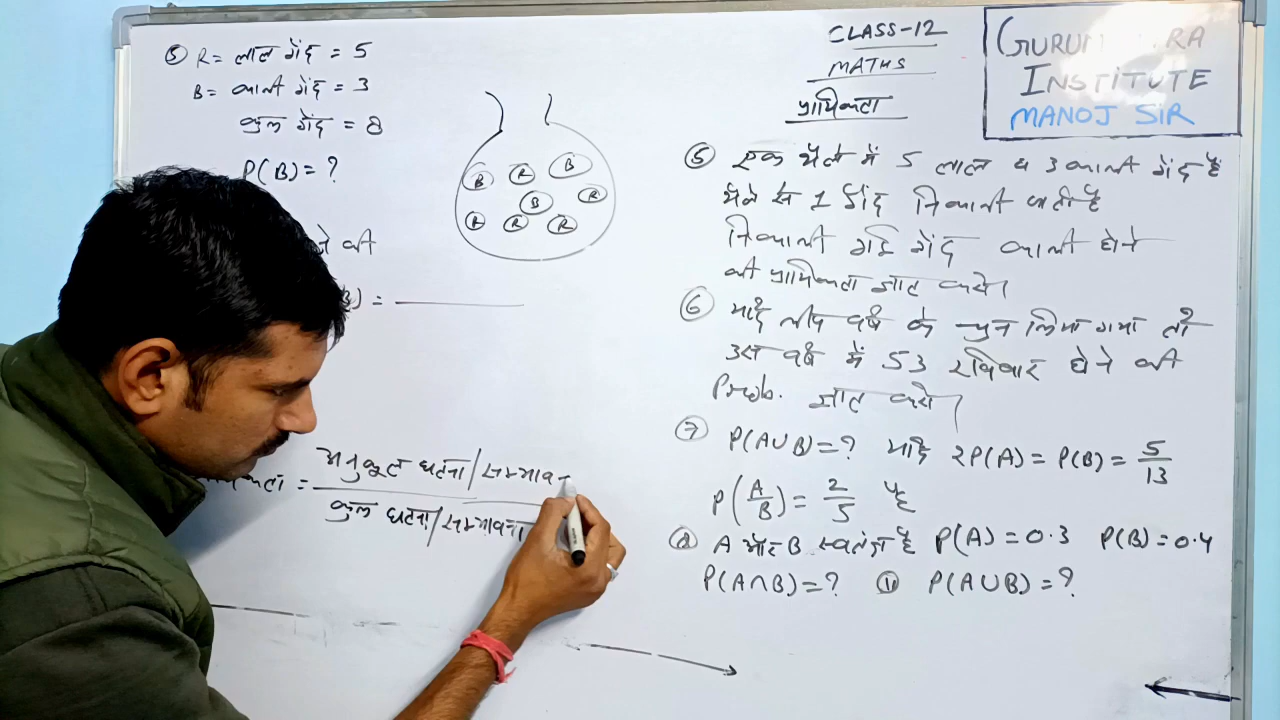 ⑤ R = लाल गेंद = 5
B = काली गेंद = 3
कुल गेंद = 8
P(B) = ?
ने की
) =
= अनुकूल घटना/सम्भावन
कुल घटना/सम्भावना
B R B
B R
R R R
CLASS-12
MATHS
प्रायिकता
INSTITUTE
MANOJ SIR
⑤ एक थैले में 5 लाल व 3 काली गेंद है
थैले से 1 गेंद निकाली जाती है
निकाली गई गेंद काली होने
की प्रायिकता ज्ञात करो।
⑥ यदि लीप वर्ष को चुन लिया गया तो
उस वर्ष में 53 रविवार होने की
Prob. ज्ञात करो।
⑦ P(A∪B) = ? यदि 2P(A) = P(B) = 5/13
P(A/B) = 2/5 है
⑧ A और B स्वतंत्र है P(A) = 0.3 P(B) = 0.4
P(A∩B) = ? ⑪ P(A∪B) = ?